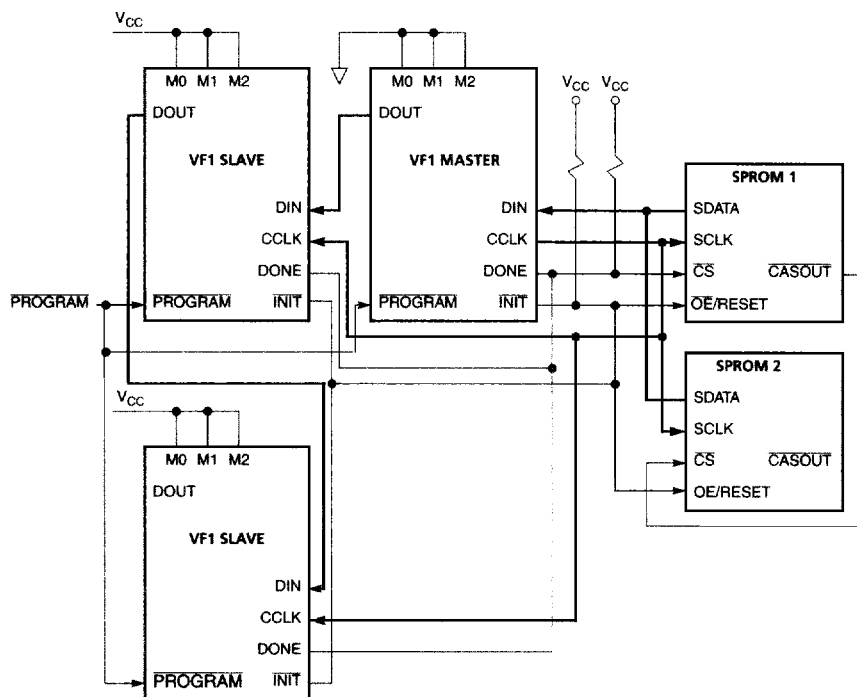 VCC
M0 M1 M2
DOUT
VF1 SLAVE
DIN
CCLK
DONE
PROGRAM
PROGRAM
INIT
M0 M1 M2
DOUT
VF1 MASTER
DIN
CCLK
DONE
PROGRAM
INIT
VCC
VCC
SPROM 1
SDATA
SCLK
CS
CASOUT
OE/RESET
SPROM 2
SDATA
SCLK
CS
CASOUT
OE/RESET
VCC
M0 M1 M2
DOUT
VF1 SLAVE
DIN
CCLK
DONE
PROGRAM
INIT